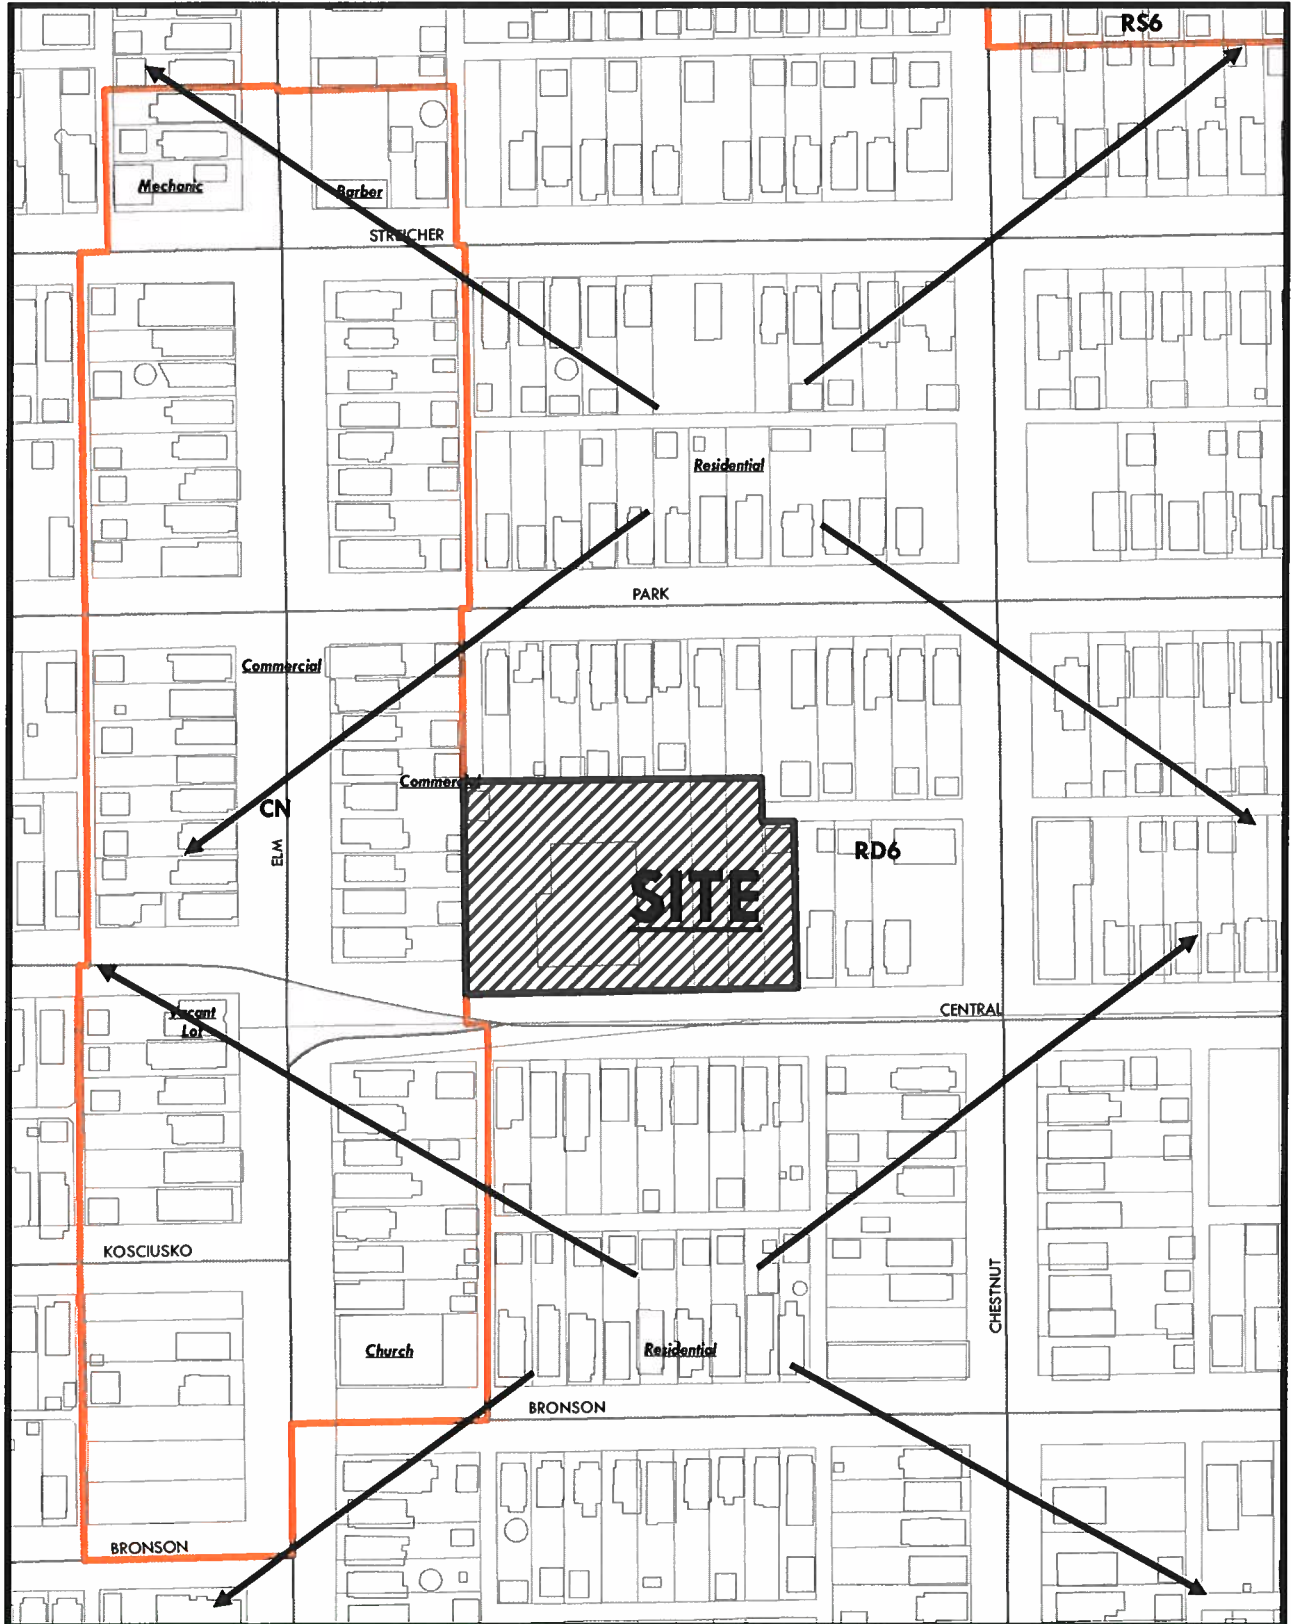 RS6
Mechanic
Barber
STREICHER
Residential
PARK
Commercial
Commercial
CN
ELM
RD6
SITE
CENTRAL
Vacant
Lot
KOSCIUSKO
CHESTNUT
Church
Residential
BRONSON
BRONSON